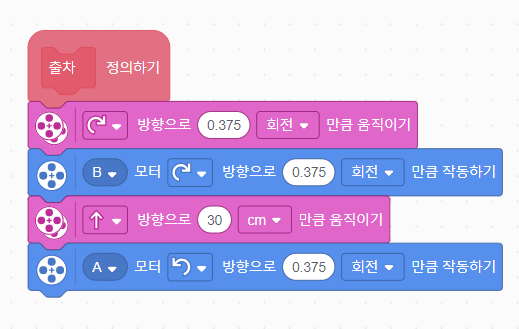 출차 정의하기
방향으로 0.375 회전 만큼 움직이기
B 모터 방향으로 0.375 회전 만큼 작동하기
방향으로 30 cm 만큼 움직이기
A 모터 방향으로 0.375 회전 만큼 작동하기